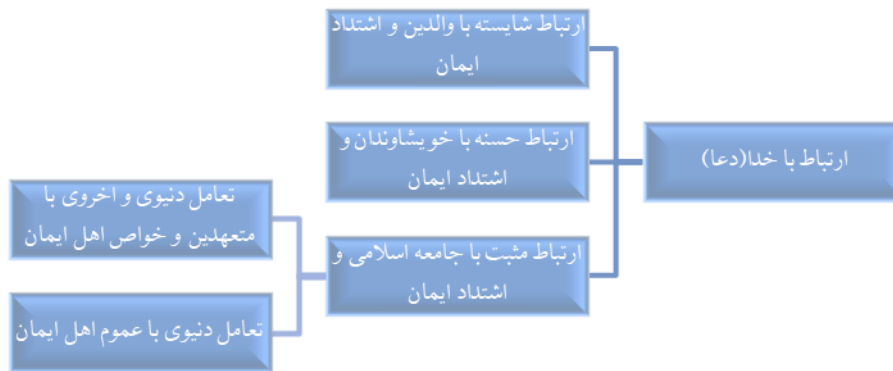 ارتباط با خدا(دعا)
ارتباط شایسته با والدین و اشتداد
ایمان
ارتباط حسنه با خویشاوندان و
اشتداد ایمان
ارتباط مثبت با جامعه اسلامی و
اشتداد ایمان
تعامل دنیوی و اخروی با
متعهدین و خواص اهل ایمان
تعامل دنیوی با عموم اهل ایمان